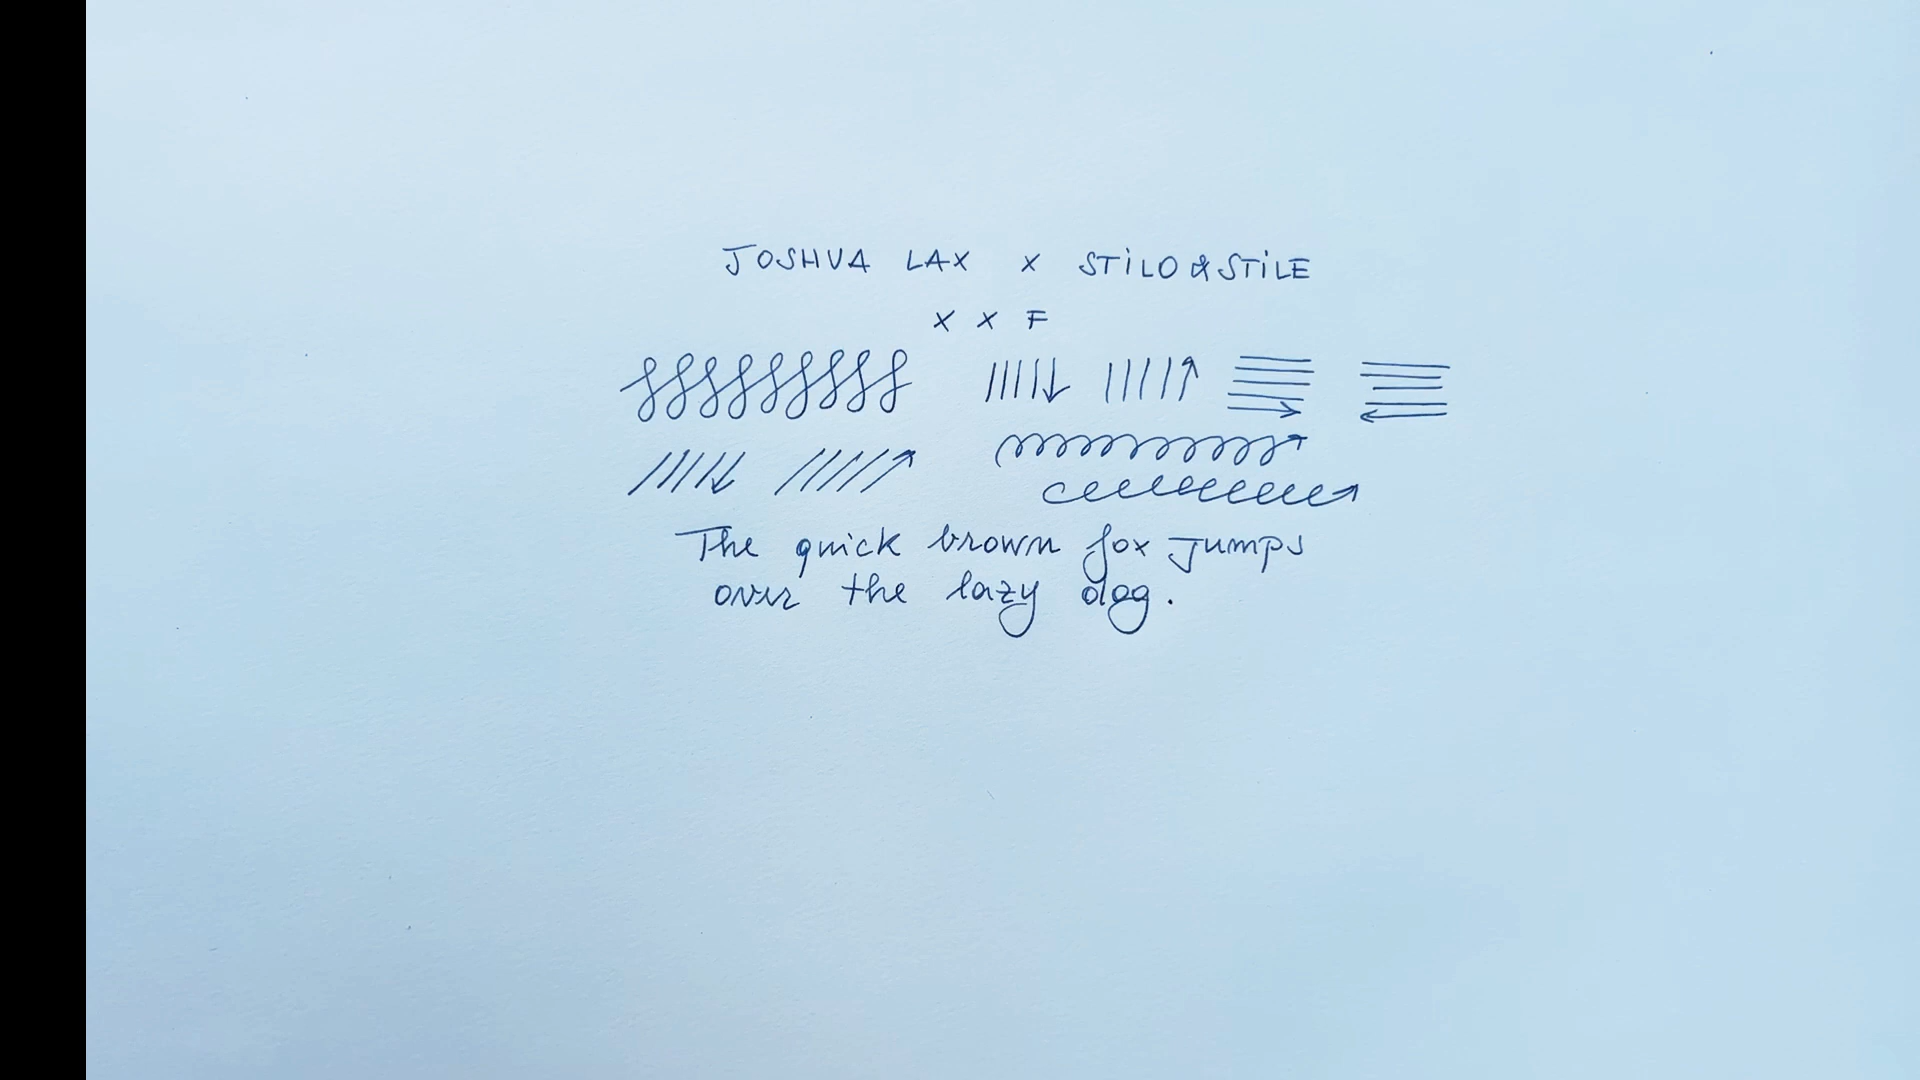 JOSHUA LAX x STiLO & STiLE
X X F
The quick brown fox Jumps
over the lazy dog.